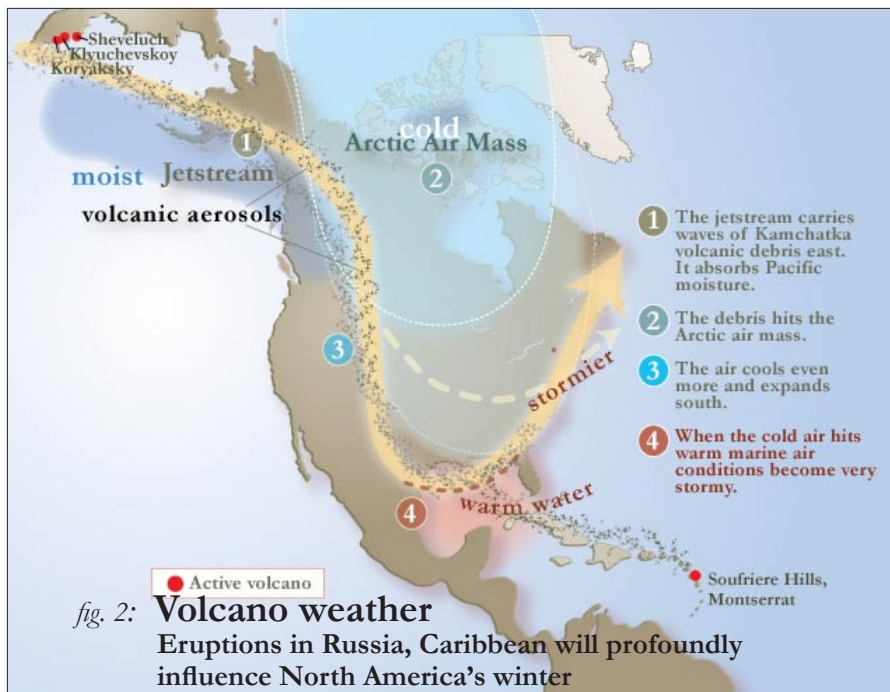 Sheveluch
Klyuchevskoy
Koryaksky
cold
Arctic Air Mass
2
1
moist Jetstream
volcanic aerosols
3
stormier
4
warm water
1 The jetstream carries
waves of Kamchatka
volcanic debris east.
It absorbs Pacific
moisture.
2 The debris hits the
Arctic air mass.
3 The air cools even
more and expands
south.
4 When the cold air hits
warm marine air
conditions become very
stormy.
Active volcano
Soufriere Hills,
Montserrat
fig. 2: Volcano weather
Eruptions in Russia, Caribbean will profoundly
influence North America's winter